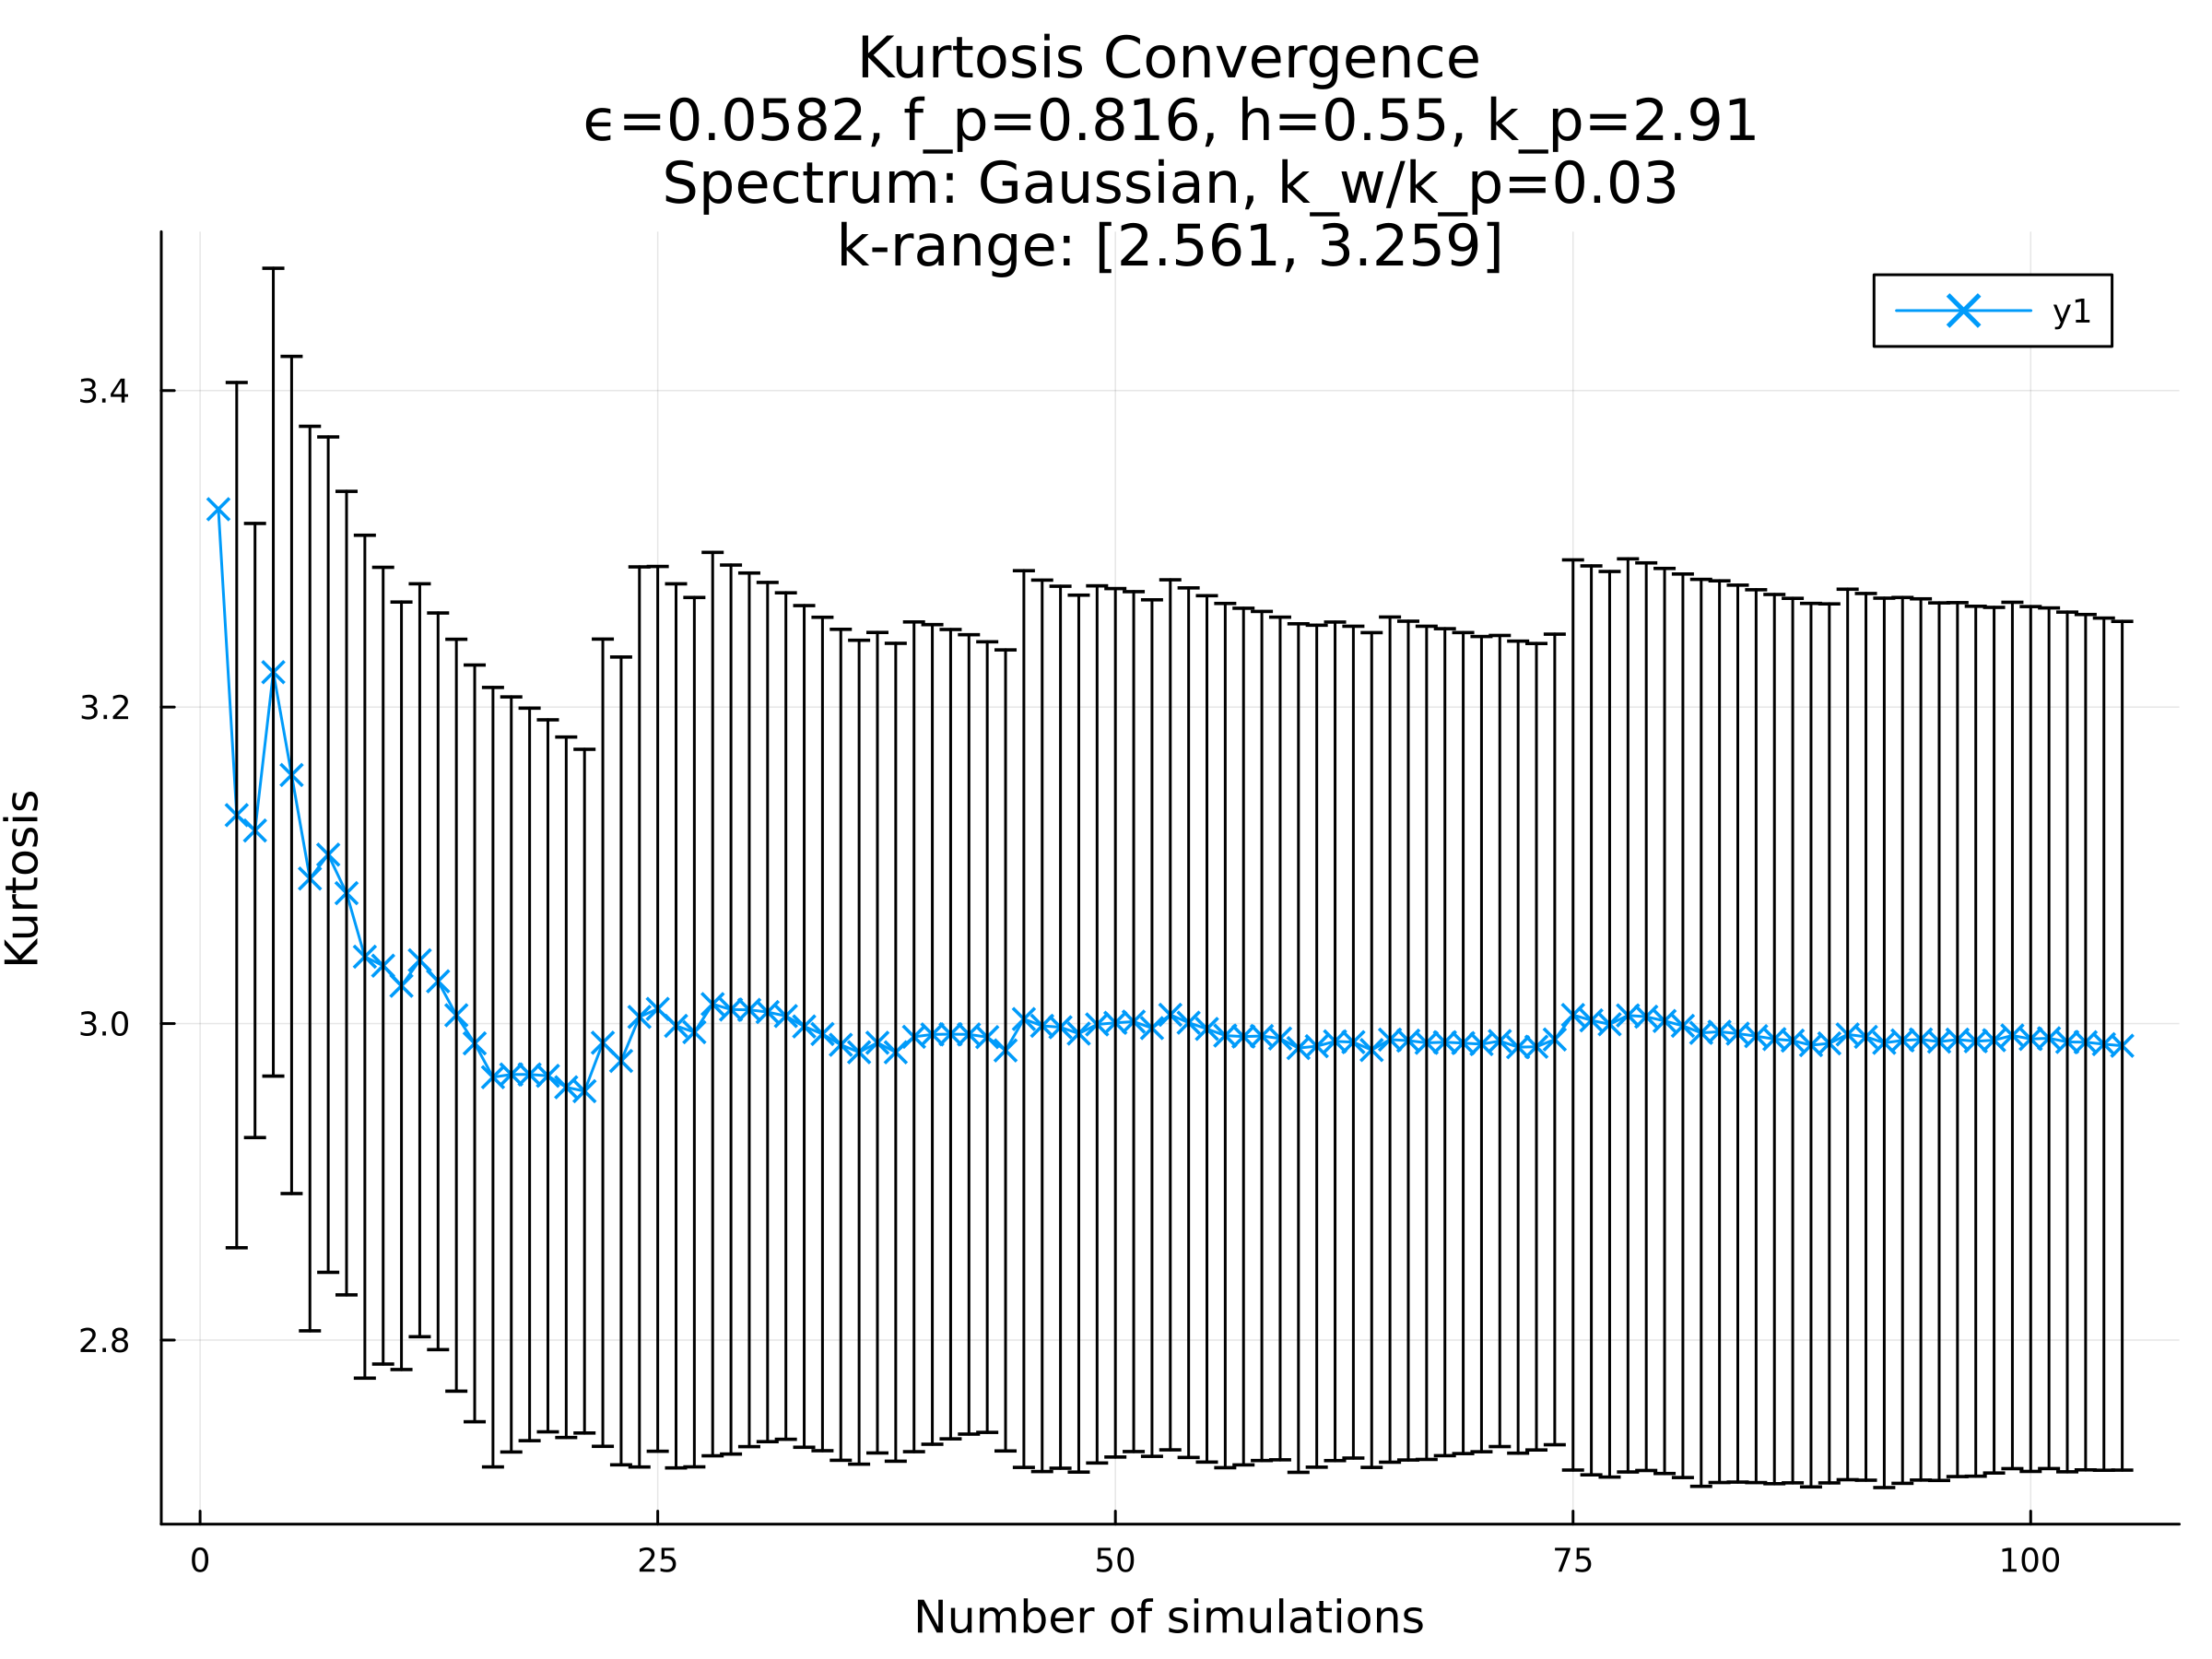 Kurtosis Convergence
ϵ=0.0582, f_p=0.816, h=0.55, k_p=2.91
Spectrum: Gaussian, k_w/k_p=0.03
k-range: [2.561, 3.259]
y1
3.4
3.2
3.0
2.8
Kurtosis
0
25
50
75
100
Number of simulations